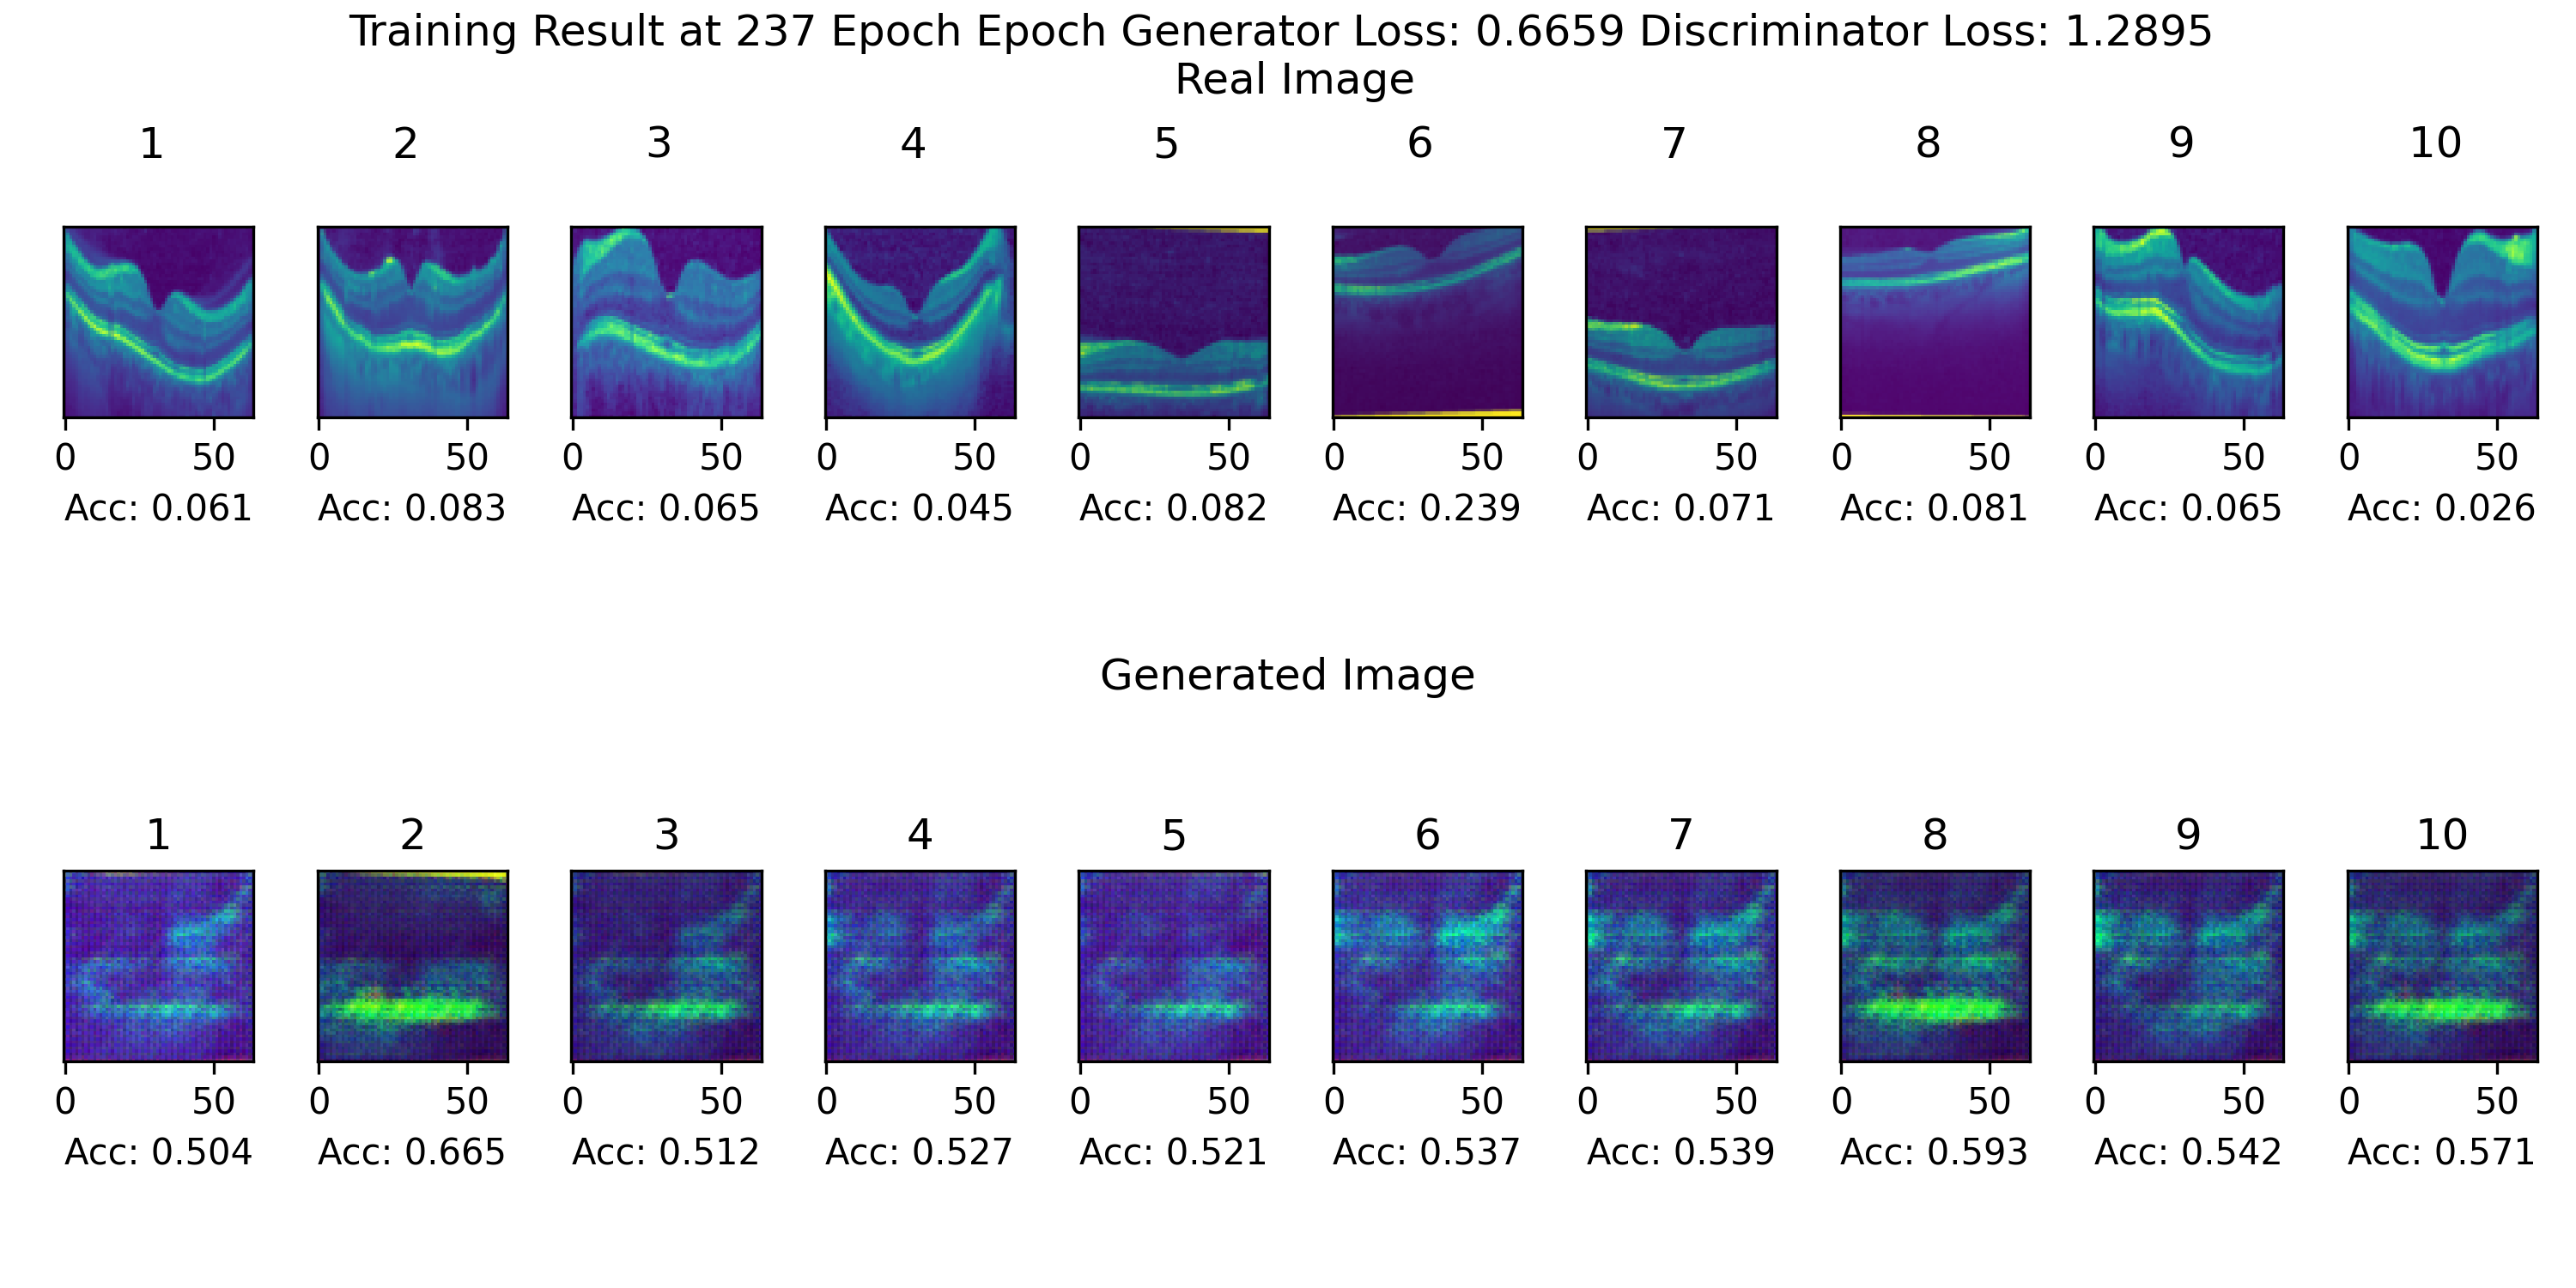 Training Result at 237 Epoch Epoch Generator Loss: 0.6659 Discriminator Loss: 1.2895
Real Image
1 2 3 4 5 6 7 8 9 10
0 50 0 50 0 50 0 50 0 50 0 50 0 50 0 50 0 50 0 50
Acc: 0.061 Acc: 0.083 Acc: 0.065 Acc: 0.045 Acc: 0.082 Acc: 0.239 Acc: 0.071 Acc: 0.081 Acc: 0.065 Acc: 0.026
Generated Image
1 2 3 4 5 6 7 8 9 10
0 50 0 50 0 50 0 50 0 50 0 50 0 50 0 50 0 50 0 50
Acc: 0.504 Acc: 0.665 Acc: 0.512 Acc: 0.527 Acc: 0.521 Acc: 0.537 Acc: 0.539 Acc: 0.593 Acc: 0.542 Acc: 0.571